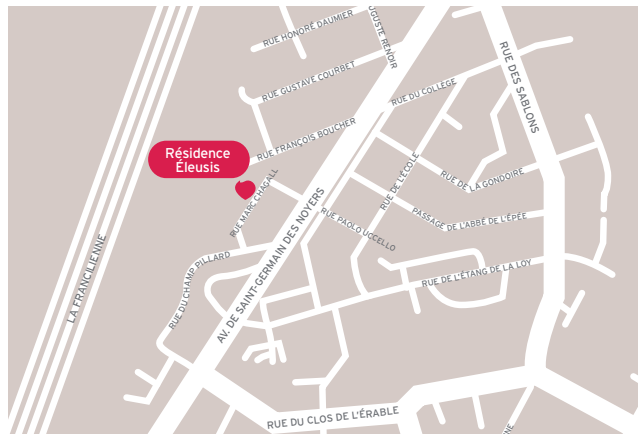 RUE HONORÉ DAUMIER
RUE GUSTAVE COURBET
RUE DU COLLÈGE
RUE DES SABLONS
RUE FRANÇOIS BOUCHER
Résidence
Éleusis
RUE MARC CHAGALL
RUE DE L'ÉCOLE
RUE DE LA GONDOIRE
PASSAGE DE L'ABBÉ DE L'ÉPÉE
RUE PAOLO UCCELLO
AV. DE SAINT-GERMAIN DES NOYERS
LA FRANCILIENNE
RUE DU CHAMP PILLARD
RUE DE L'ÉTANG DE LA LOY
RUE DU CLOS DE L'ÉRABLE